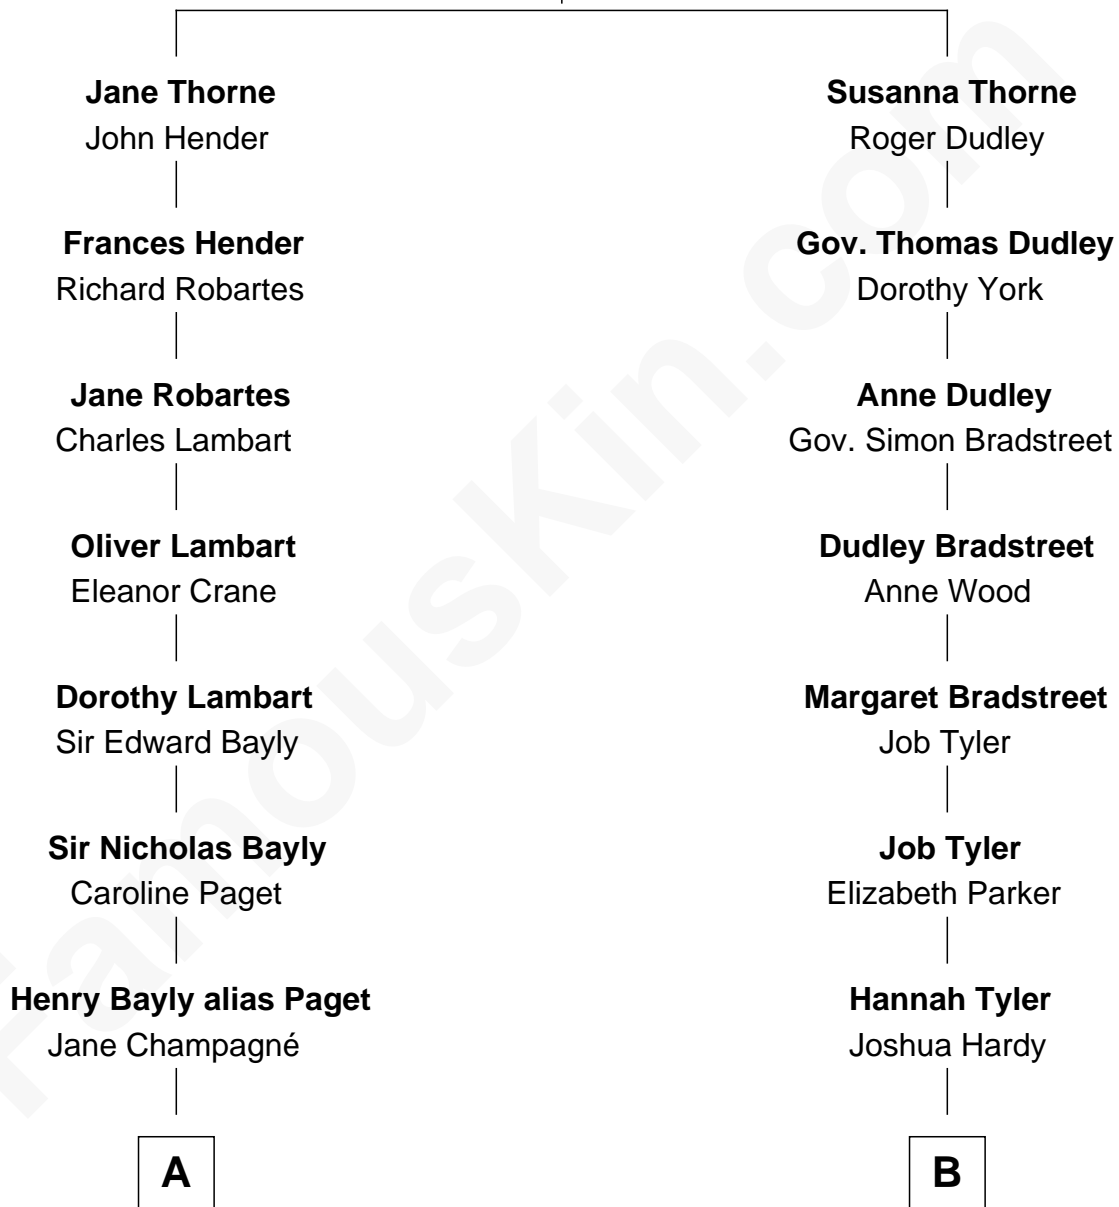 Jane Thorne
John Hender
Frances Hender
Richard Robartes
Jane Robartes
Charles Lambart
Oliver Lambart
Eleanor Crane
Dorothy Lambart
Sir Edward Bayly
Sir Nicholas Bayly
Caroline Paget
Henry Bayly alias Paget
Jane Champagné
A
Susanna Thorne
Roger Dudley
Gov. Thomas Dudley
Dorothy York
Anne Dudley
Gov. Simon Bradstreet
Dudley Bradstreet
Anne Wood
Margaret Bradstreet
Job Tyler
Job Tyler
Elizabeth Parker
Hannah Tyler
Joshua Hardy
B
FamousKin.com